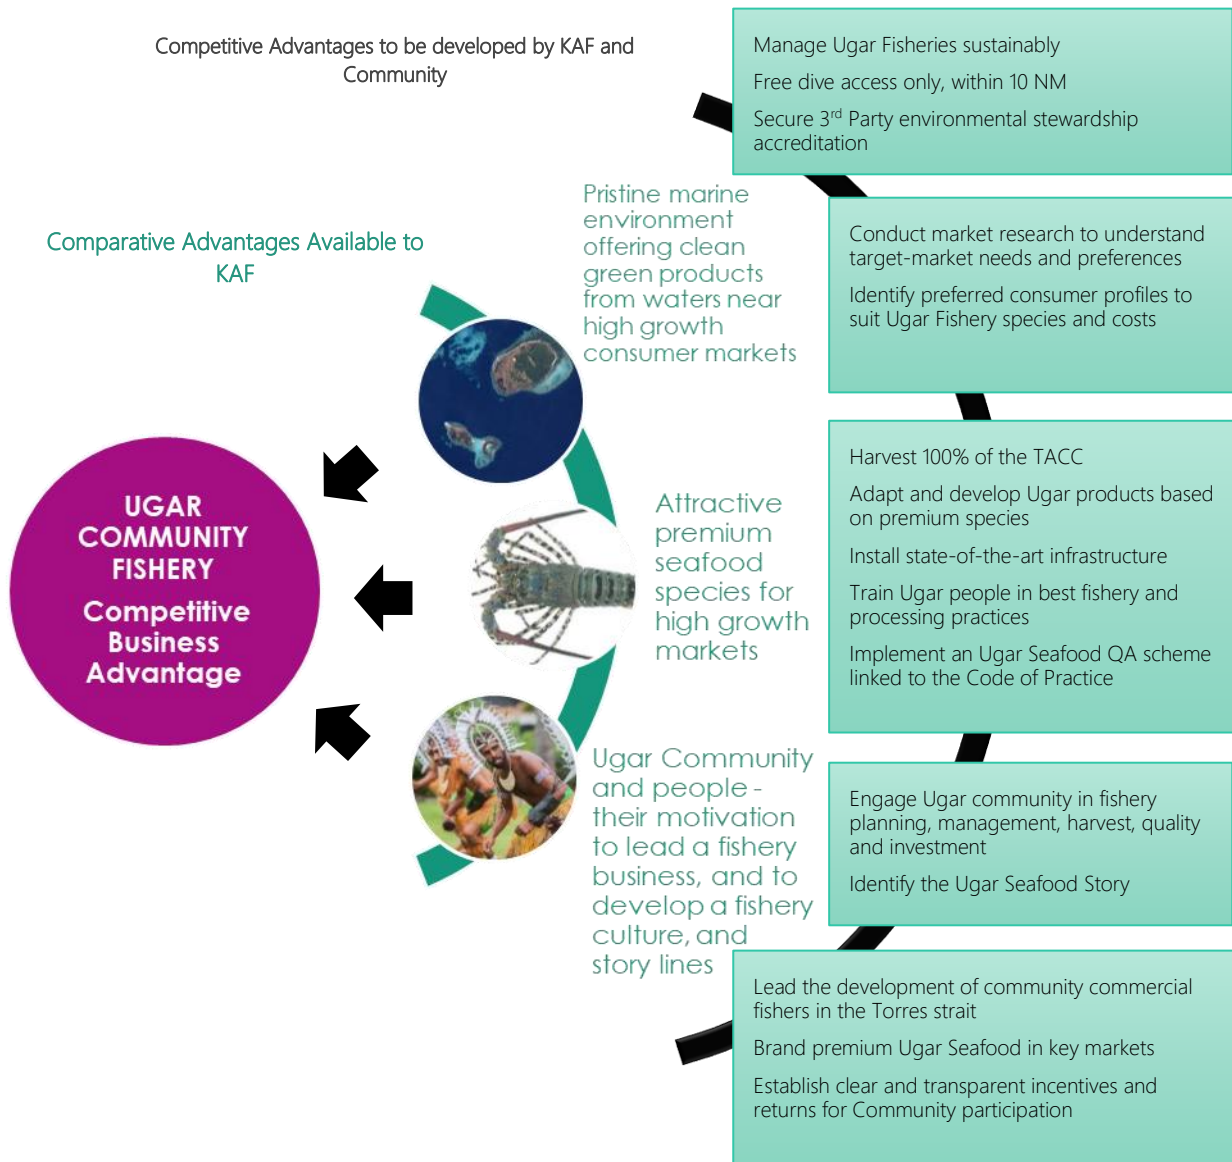 Competitive Advantages to be developed by KAF and
Community
Comparative Advantages Available to
KAF
UGAR
COMMUNITY
FISHERY
Competitive
Business
Advantage
Pristine marine
environment
offering clean
green products
from waters near
high growth
consumer markets
Attractive
premium
seafood
species for
high growth
markets
Ugar Community
and people -
their motivation
to lead a fishery
business, and to
develop a fishery
culture, and
story lines
Manage Ugar Fisheries sustainably
Free dive access only, within 10 NM
Secure 3rd Party environmental stewardship
accreditation
Conduct market research to understand
target-market needs and preferences
Identify preferred consumer profiles to
suit Ugar Fishery species and costs
Harvest 100% of the TACC
Adapt and develop Ugar products based
on premium species
Install state-of-the-art infrastructure
Train Ugar people in best fishery and
processing practices
Implement an Ugar Seafood QA scheme
linked to the Code of Practice
Engage Ugar community in fishery
planning, management, harvest, quality
and investment
Identify the Ugar Seafood Story
Lead the development of community commercial
fishers in the Torres strait
Brand premium Ugar Seafood in key markets
Establish clear and transparent incentives and
returns for Community participation